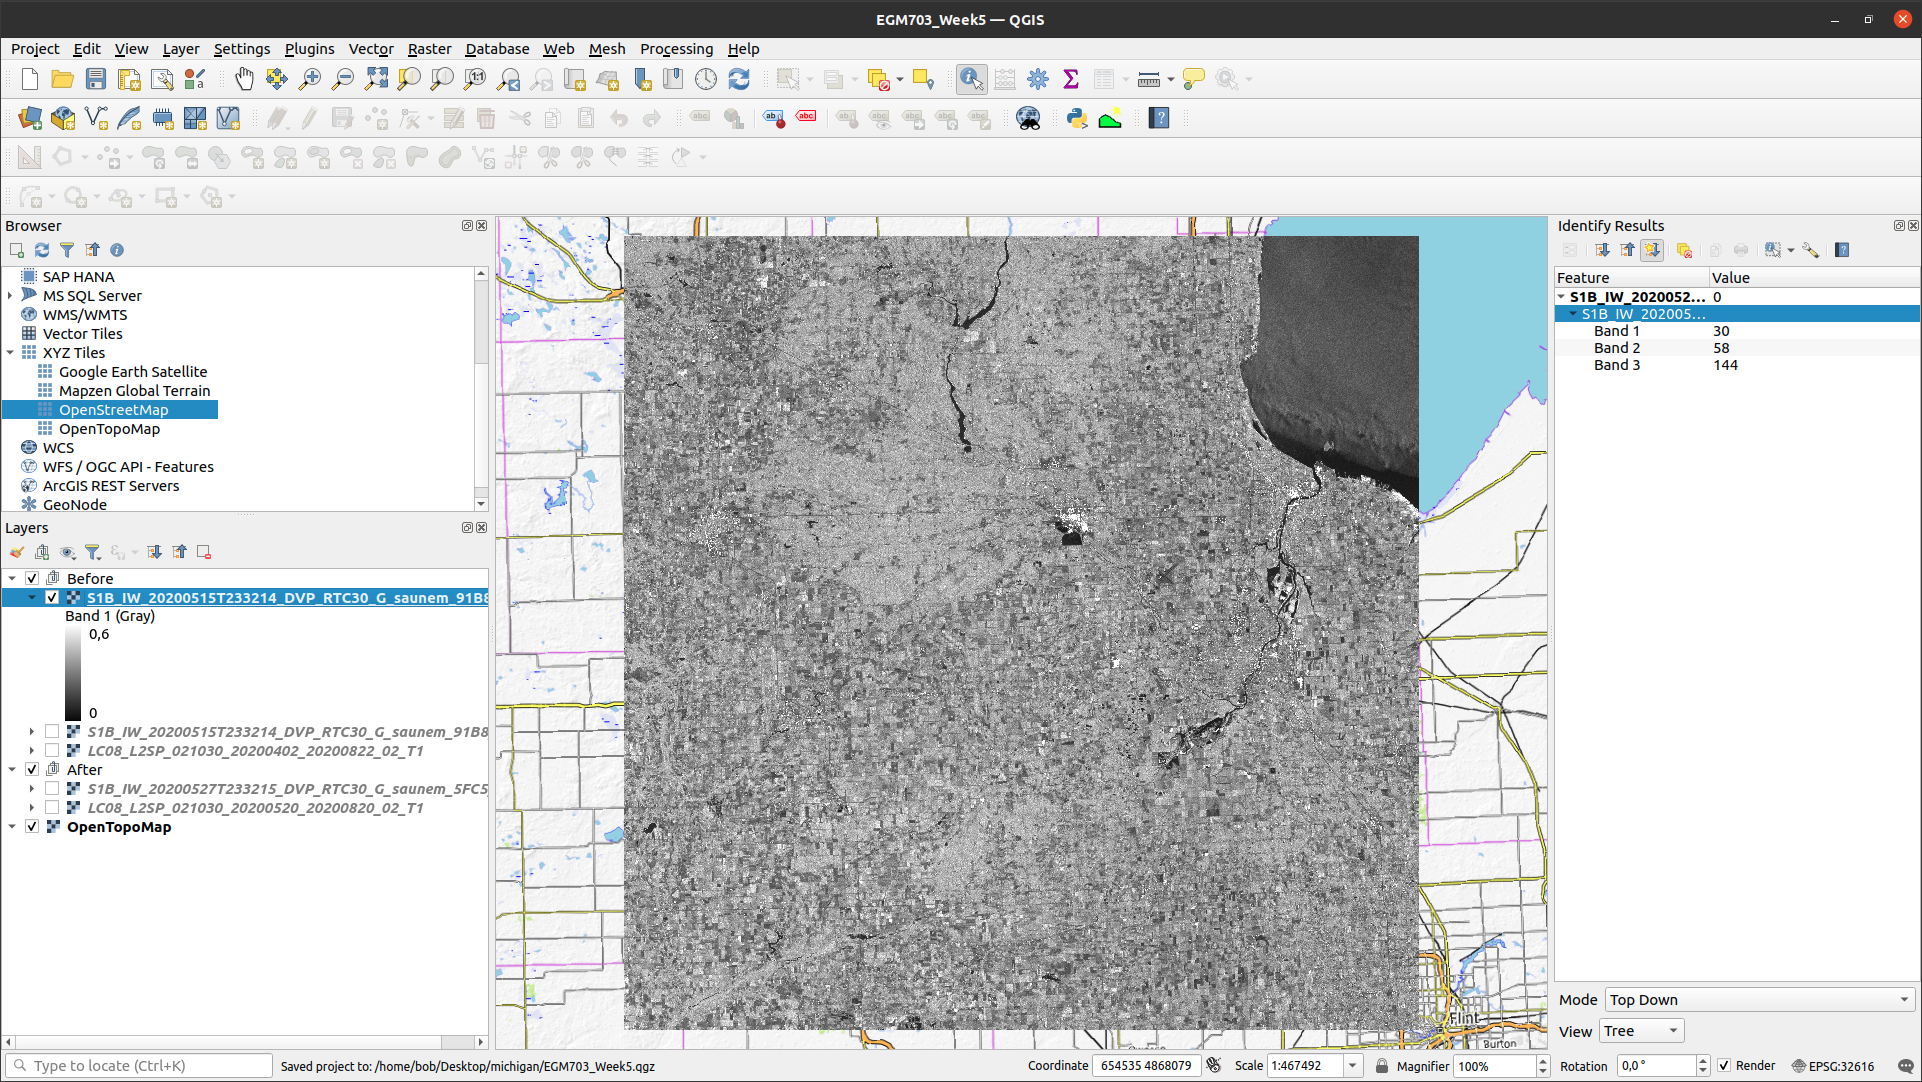 EGM703_Week5 — QGIS
Project Edit View Layer Settings Plugins Vector Raster Database Web Mesh Processing Help
Browser
SAP HANA
MS SQL Server
WMS/WMTS
Vector Tiles
XYZ Tiles
Google Earth Satellite
Mapzen Global Terrain
OpenStreetMap
OpenTopoMap
WCS
WFS / OGC API - Features
ArcGIS REST Servers
GeoNode
Layers
Before
S1B_IW_20200515T233214_DVP_RTC30_G_saunem_91B8
Band 1 (Gray)
0,6
0
S1B_IW_20200515T233214_DVP_RTC30_G_saunem_91B8
LC08_L2SP_021030_20200402_20200822_02_T1
After
S1B_IW_20200527T233215_DVP_RTC30_G_saunem_5FC5
LC08_L2SP_021030_20200520_20200820_02_T1
OpenTopoMap
Flint
Burton
Identify Results
Feature Value
S1B_IW_2020052... 0
S1B_IW_202005...
Band 1 30
Band 2 58
Band 3 144
Mode Top Down
View Tree
Type to locate (Ctrl+K)
Saved project to: /home/bob/Desktop/michigan/EGM703_Week5.qgz
Coordinate 654535 4868079
Scale 1:467492
Magnifier 100%
Rotation 0,0 °
Render
EPSG:32616